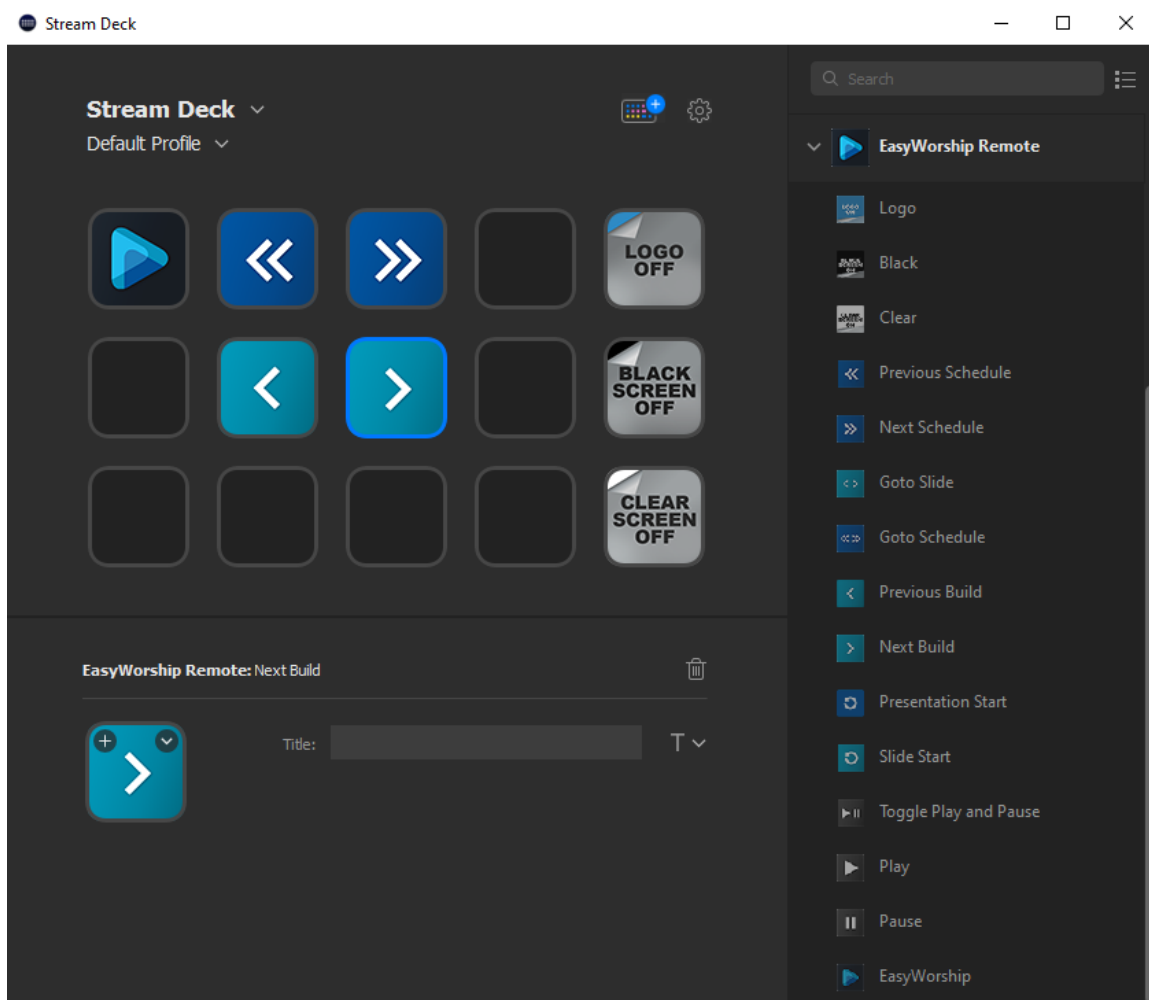 Stream Deck
Stream Deck
Default Profile
LOGO
OFF
BLACK
SCREEN
OFF
CLEAR
SCREEN
OFF
EasyWorship Remote: Next Build
Title:
T
Search
EasyWorship Remote
Logo
Black
Clear
Previous Schedule
Next Schedule
Goto Slide
Goto Schedule
Previous Build
Next Build
Presentation Start
Slide Start
Toggle Play and Pause
Play
Pause
EasyWorship